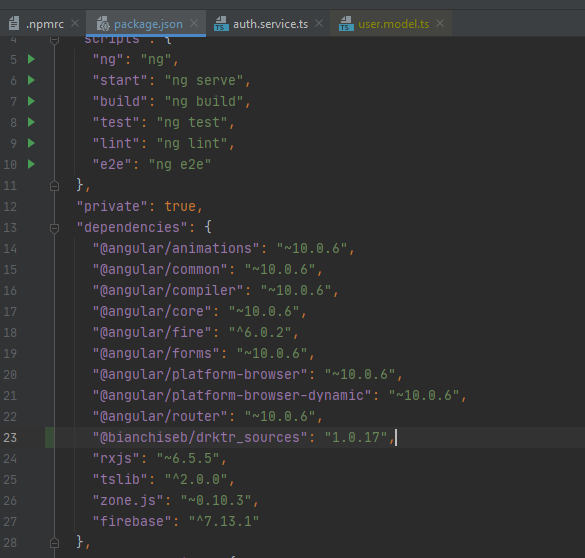 .npmrc package.json auth.service.ts user.model.ts
4 "scripts": {
5 "ng": "ng",
6 "start": "ng serve",
7 "build": "ng build",
8 "test": "ng test",
9 "lint": "ng lint",
10 "e2e": "ng e2e"
11 },
12 "private": true,
13 "dependencies": {
14 "@angular/animations": "~10.0.6",
15 "@angular/common": "~10.0.6",
16 "@angular/compiler": "~10.0.6",
17 "@angular/core": "~10.0.6",
18 "@angular/fire": "^6.0.2",
19 "@angular/forms": "~10.0.6",
20 "@angular/platform-browser": "~10.0.6",
21 "@angular/platform-browser-dynamic": "~10.0.6",
22 "@angular/router": "~10.0.6",
23 "@bianchiseb/drktr_sources": "1.0.17",
24 "rxjs": "~6.5.5",
25 "tslib": "^2.0.0",
26 "zone.js": "~0.10.3",
27 "firebase": "^7.13.1"
28 },